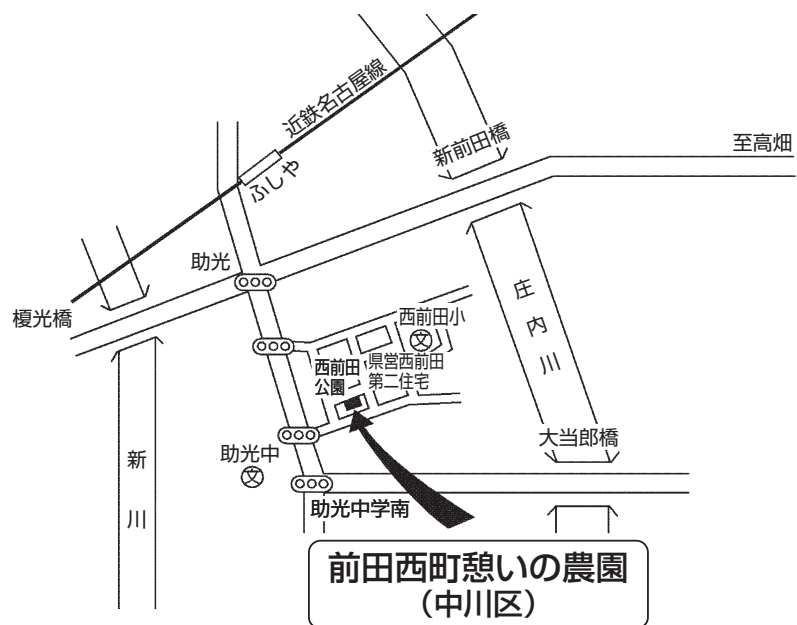 近鉄名古屋線
ふしや
新前田橋
至高畑
助光
榎光橋
西前田小
文
庄内川
西前田
公園
県営西前田
第二住宅
大当郎橋
助光中
文
新川
助光中学南
前田西町憩いの農園
（中川区）